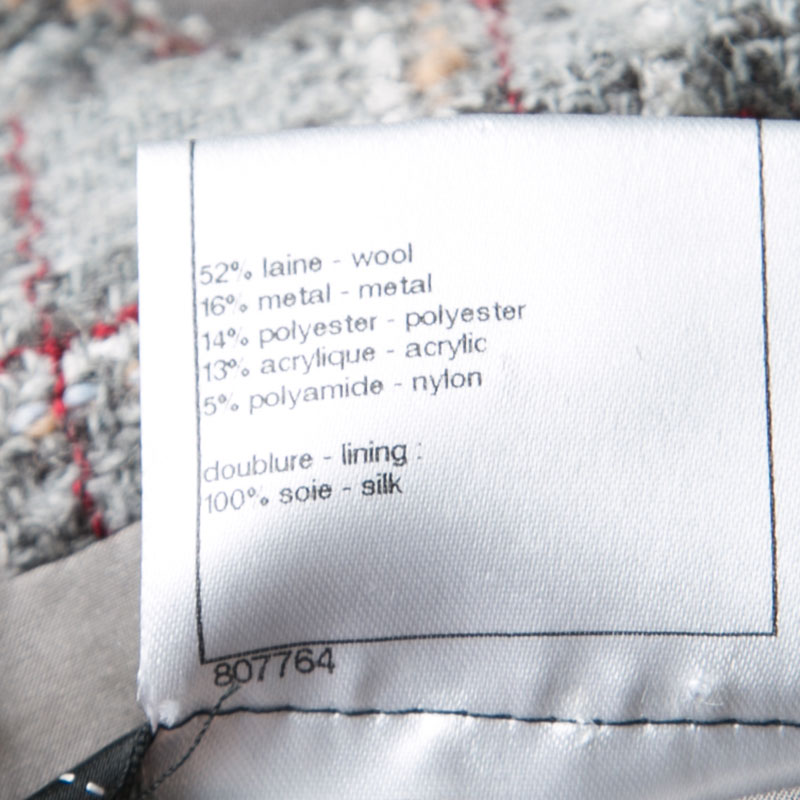 52% laine - wool
16% metal - metal
14% polyester - polyester
13% acrylique - acrylic
5% polyamide - nylon
doublure - lining :
100% soie - silk
807764